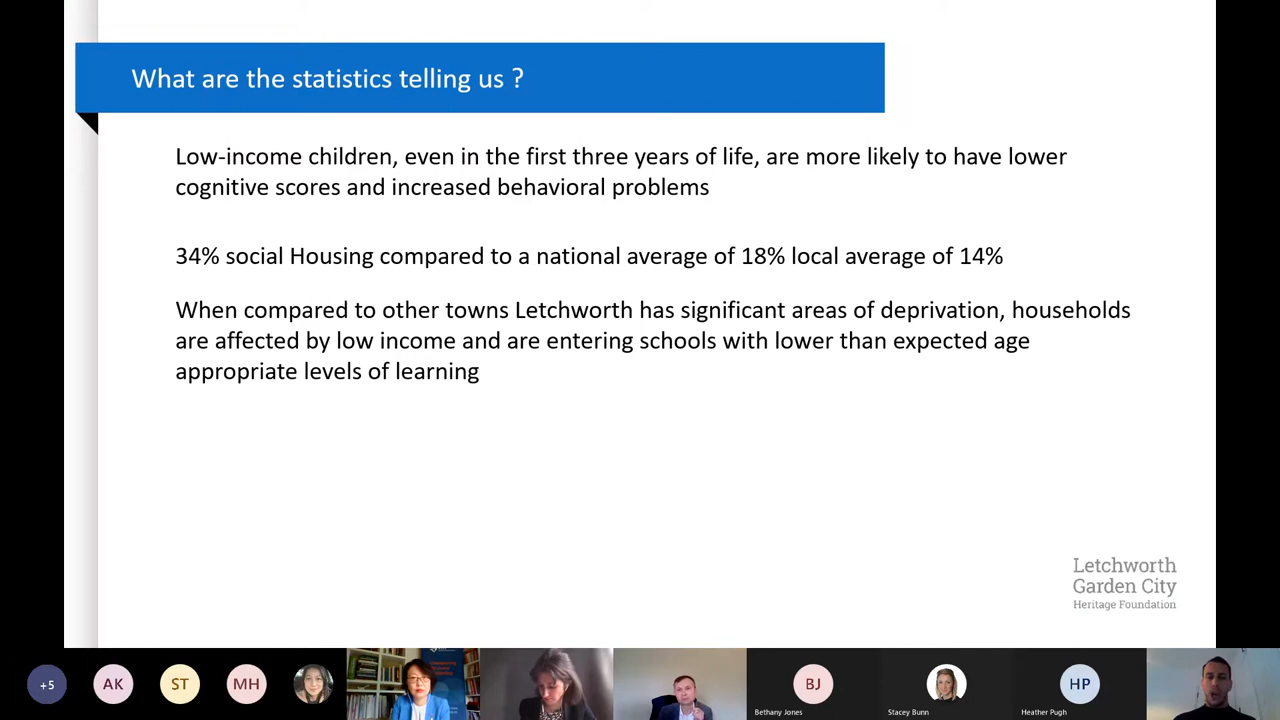 What are the statistics telling us ?
Low-income children, even in the first three years of life, are more likely to have lower
cognitive scores and increased behavioral problems
34% social Housing compared to a national average of 18% local average of 14%
When compared to other towns Letchworth has significant areas of deprivation, households
are affected by low income and are entering schools with lower than expected age
appropriate levels of learning
Letchworth
Garden City
Heritage Foundation
+5
AK
ST
MH
BJ
HP
Bethany Jones
Stacey Bunn
Heather Pugh